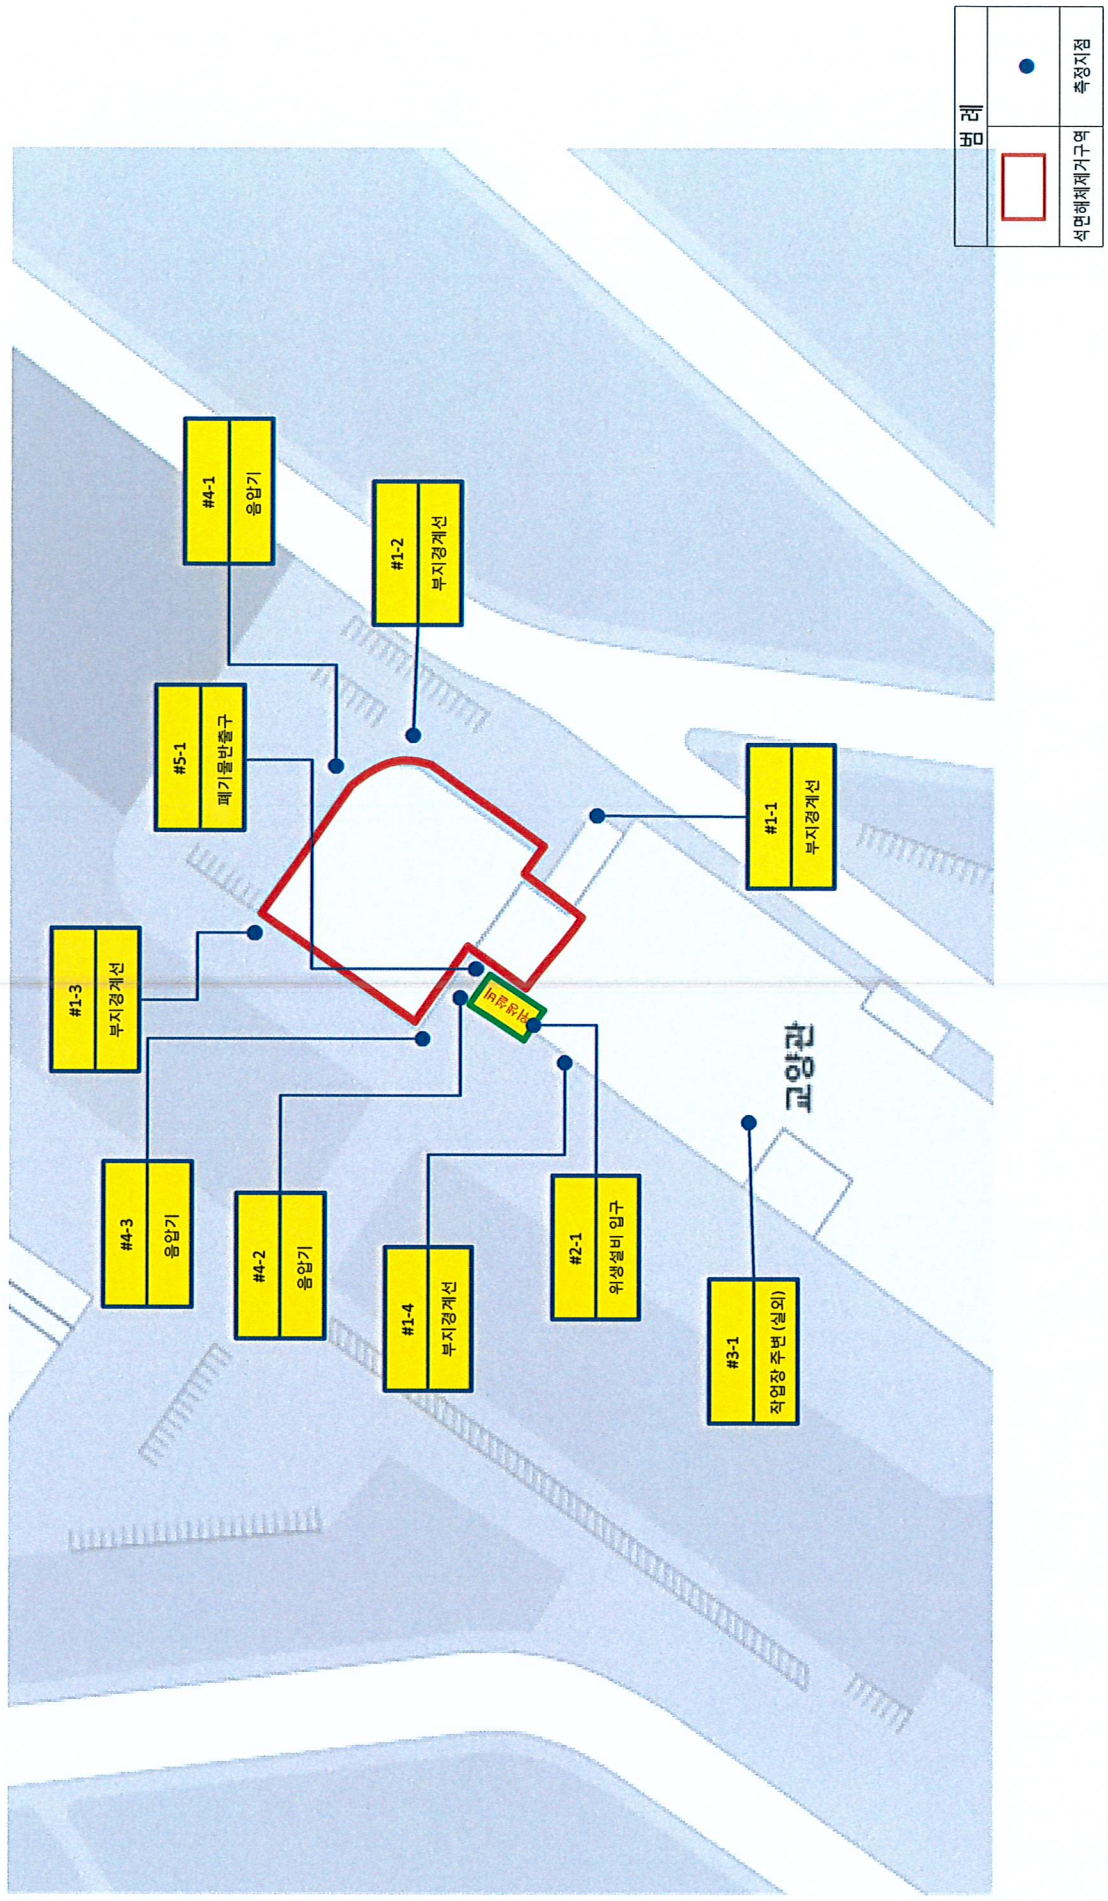 범 례
석면해체제거구역
측정지점
#4-3
음압기
#1-3
부지경계선
#5-1
폐기물반출구
#4-1
음압기
#4-2
음압기
#1-4
부지경계선
#1-2
부지경계선
위생설비
#2-1
위생설비 입구
#3-1
작업장 주변 (실외)
교양관
#1-1
부지경계선